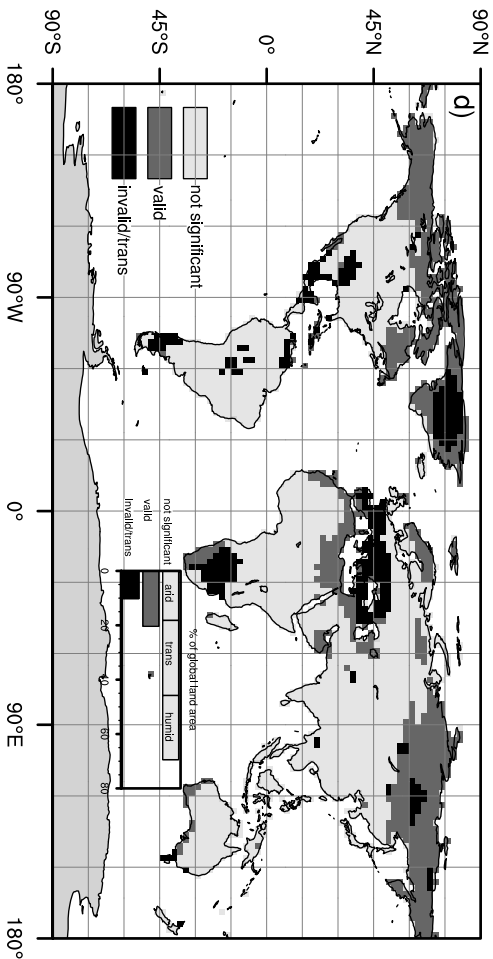 d)
90°N
45°N
0°
45°S
90°S
180°
90°W
0°
90°E
180°
not significant
valid
invalid/trans
% of global land area
not significant
valid
Invalid/trans
arid
trans
humid
0
20
40
60
80